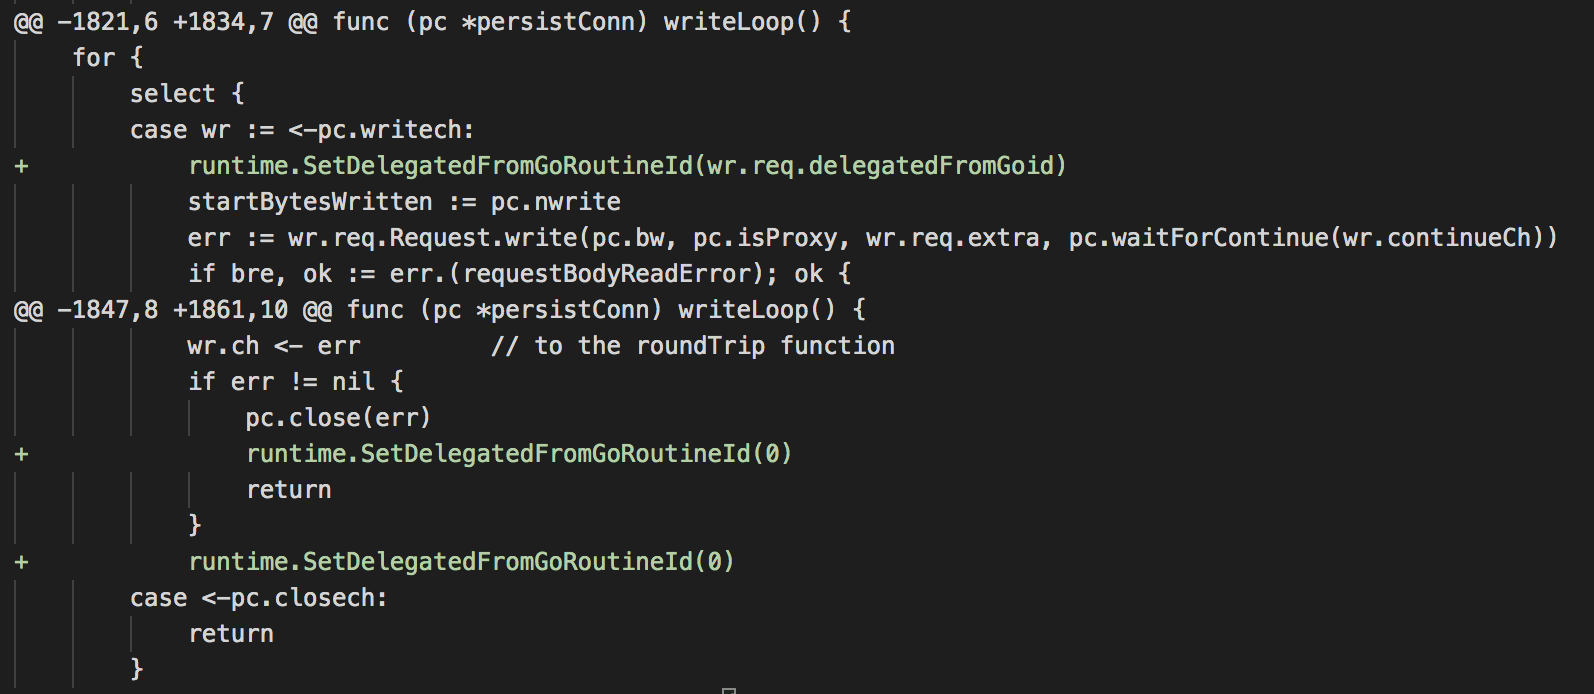 @@ -1821,6 +1834,7 @@ func (pc *persistConn) writeLoop() {
    for {
        select {
        case wr := <-pc.writech:
+            runtime.SetDelegatedFromGoRoutineId(wr.req.delegatedFromGoid)
            startBytesWritten := pc.nwrite
            err := wr.req.Request.write(pc.bw, pc.isProxy, wr.req.extra, pc.waitForContinue(wr.continueCh))
            if bre, ok := err.(requestBodyReadError); ok {
@@ -1847,8 +1861,10 @@ func (pc *persistConn) writeLoop() {
            wr.ch <- err         // to the roundTrip function
            if err != nil {
                pc.close(err)
+                runtime.SetDelegatedFromGoRoutineId(0)
                return
            }
+            runtime.SetDelegatedFromGoRoutineId(0)
        case <-pc.closech:
            return
        }